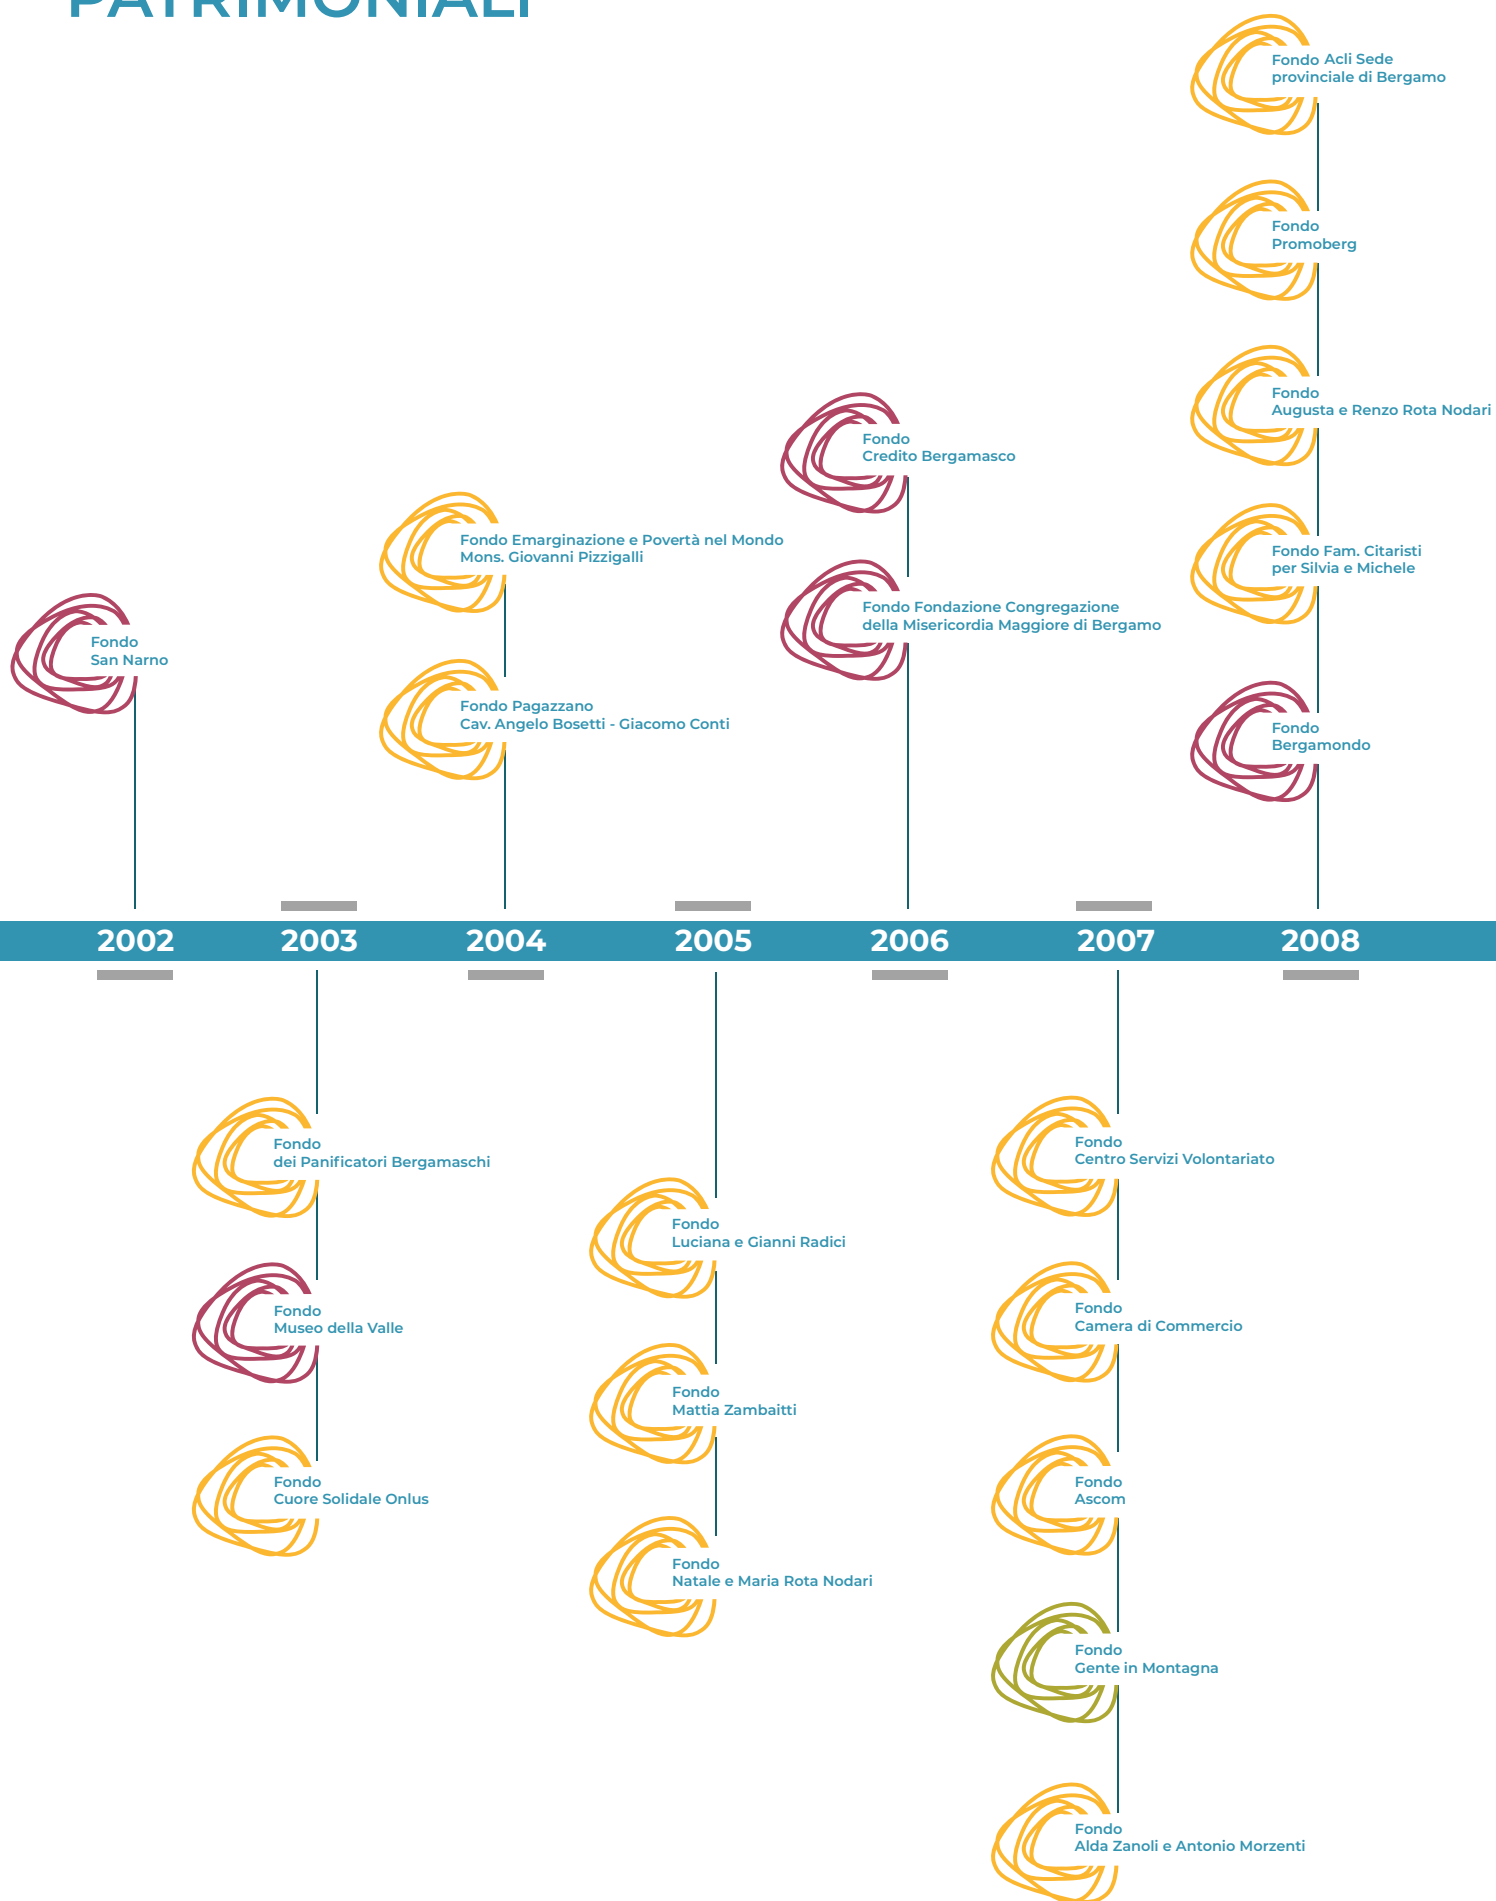 PATRIMONIALI
Fondo Acli Sede
provinciale di Bergamo
Fondo
Promoberg
Fondo
Augusta e Renzo Rota Nodari
Fondo
Credito Bergamasco
Fondo Emarginazione e Povertà nel Mondo
Mons. Giovanni Pizzigalli
Fondo Fam. Citaristi
per Silvia e Michele
Fondo Fondazione Congregazione
della Misericordia Maggiore di Bergamo
Fondo
San Narno
Fondo Pagazzano
Cav. Angelo Bosetti - Giacomo Conti
Fondo
Bergamondo
2002 2003 2004 2005 2006 2007 2008
Fondo
dei Panificatori Bergamaschi
Fondo
Centro Servizi Volontariato
Fondo
Luciana e Gianni Radici
Fondo
Museo della Valle
Fondo
Camera di Commercio
Fondo
Mattia Zambaitti
Fondo
Cuore Solidale Onlus
Fondo
Ascom
Fondo
Natale e Maria Rota Nodari
Fondo
Gente in Montagna
Fondo
Alda Zanoli e Antonio Morzenti